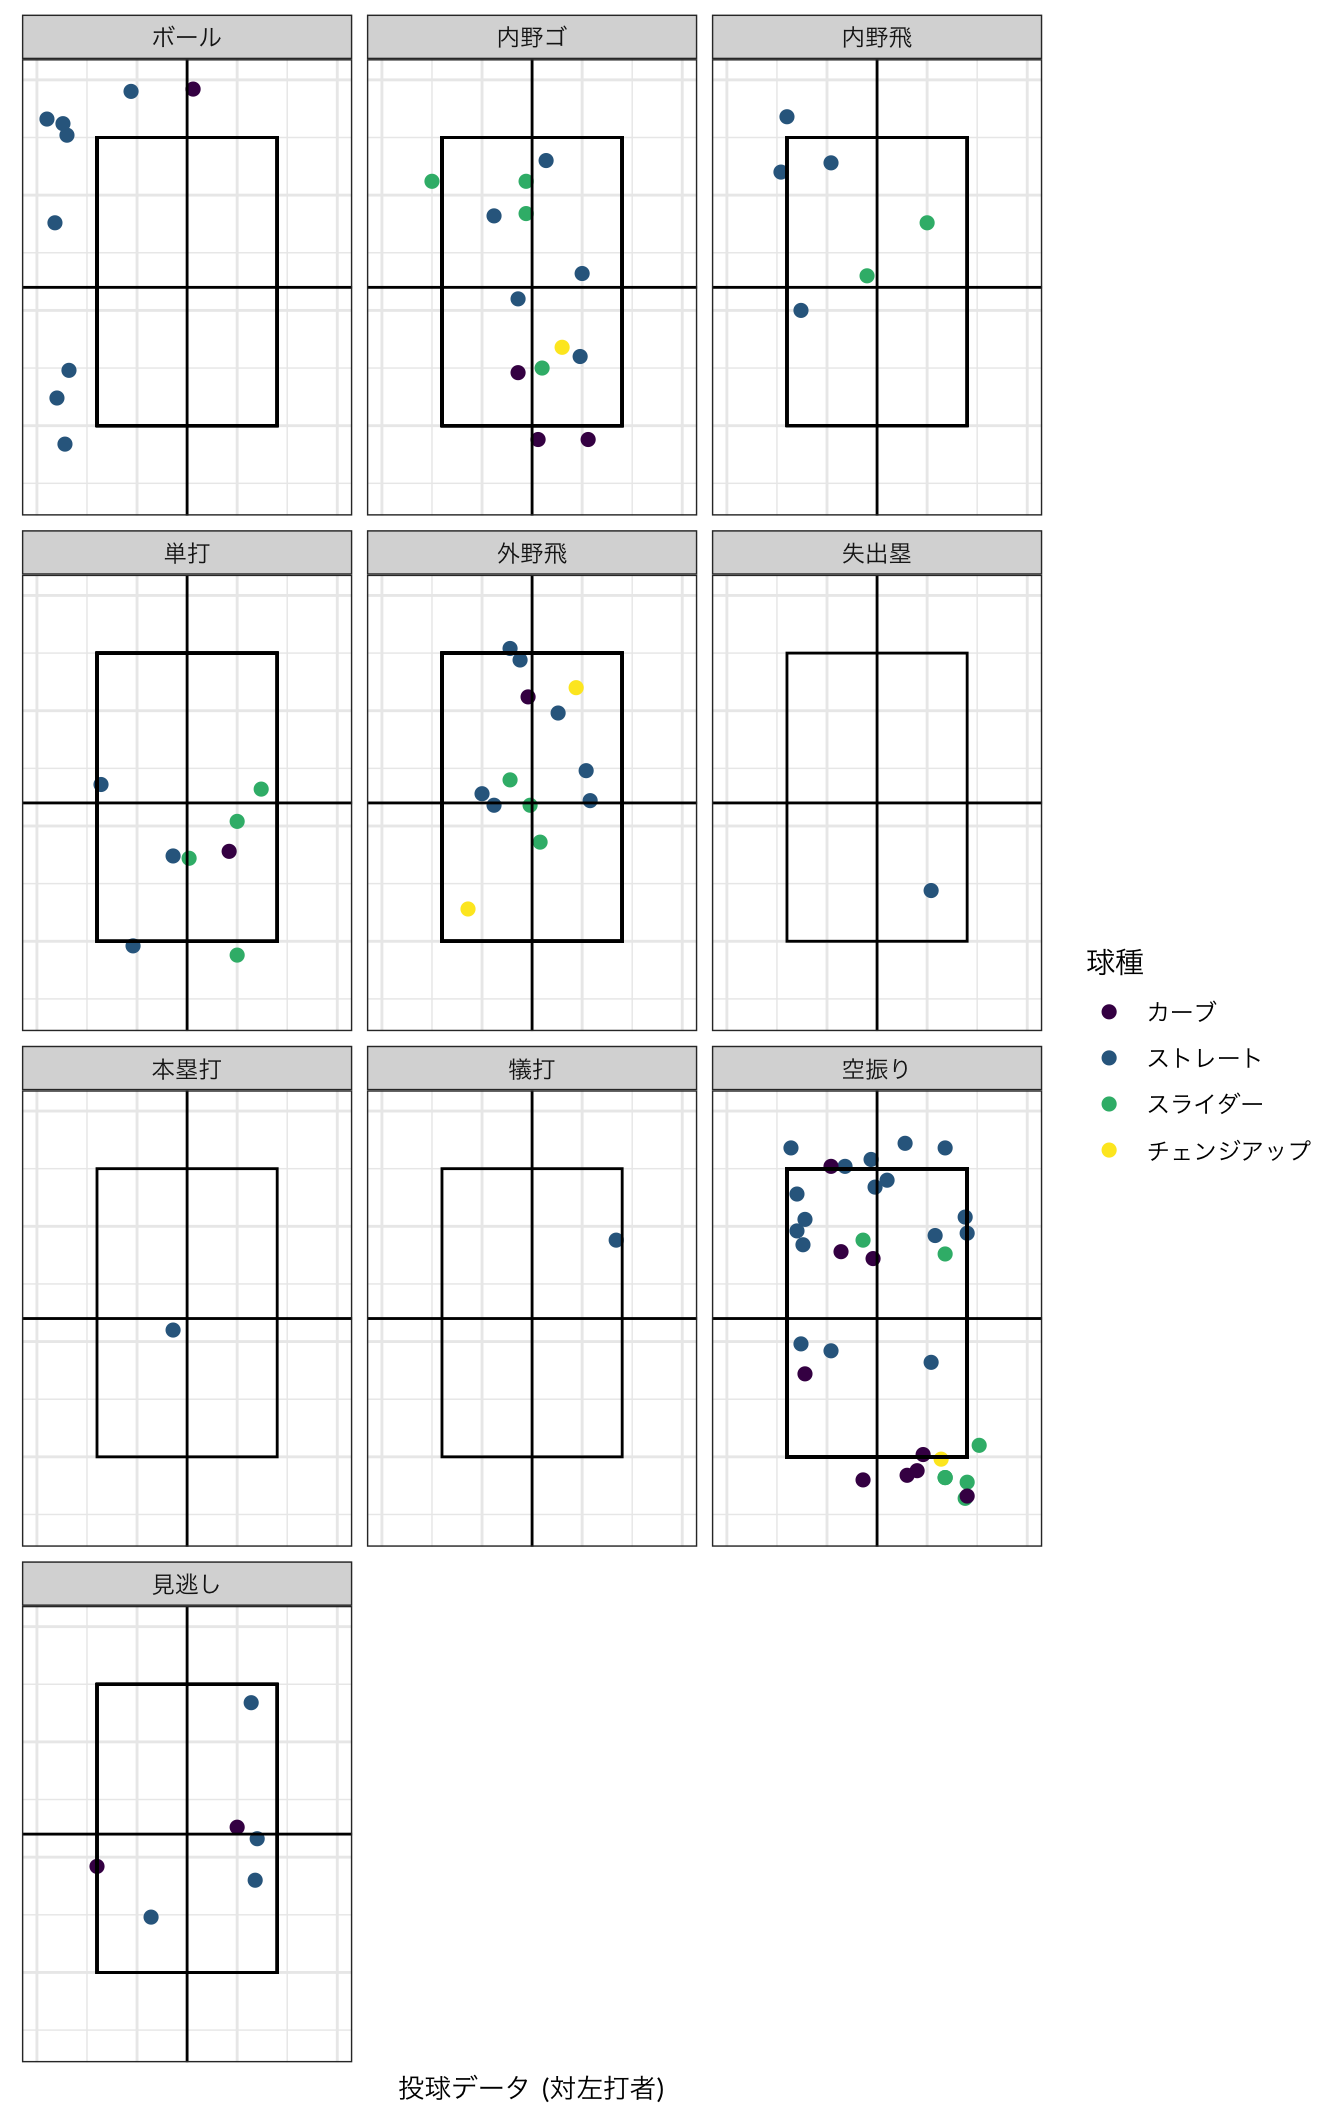 ボール
内野ゴ
内野飛
単打
外野飛
失出塁
本塁打
犠打
空振り
見逃し
球種
カーブ
ストレート
スライダー
チェンジアップ
投球データ (対左打者)